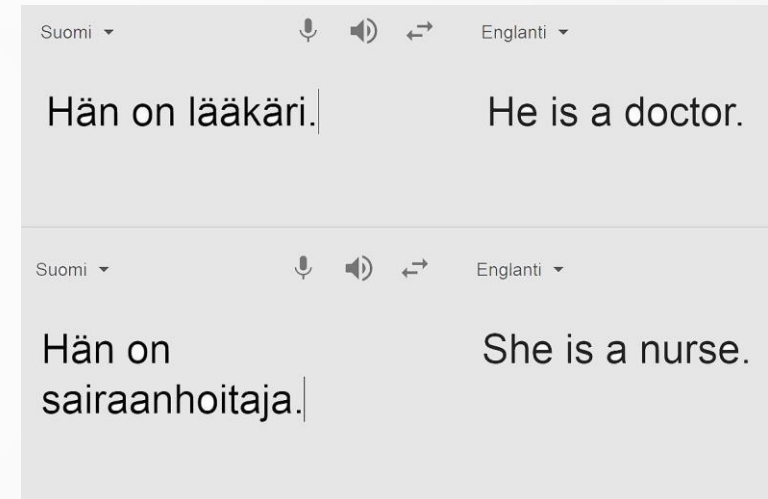 Suomi Englanti
Hän on lääkäri. He is a doctor.
Suomi Englanti
Hän on She is a nurse.
sairaanhoitaja.